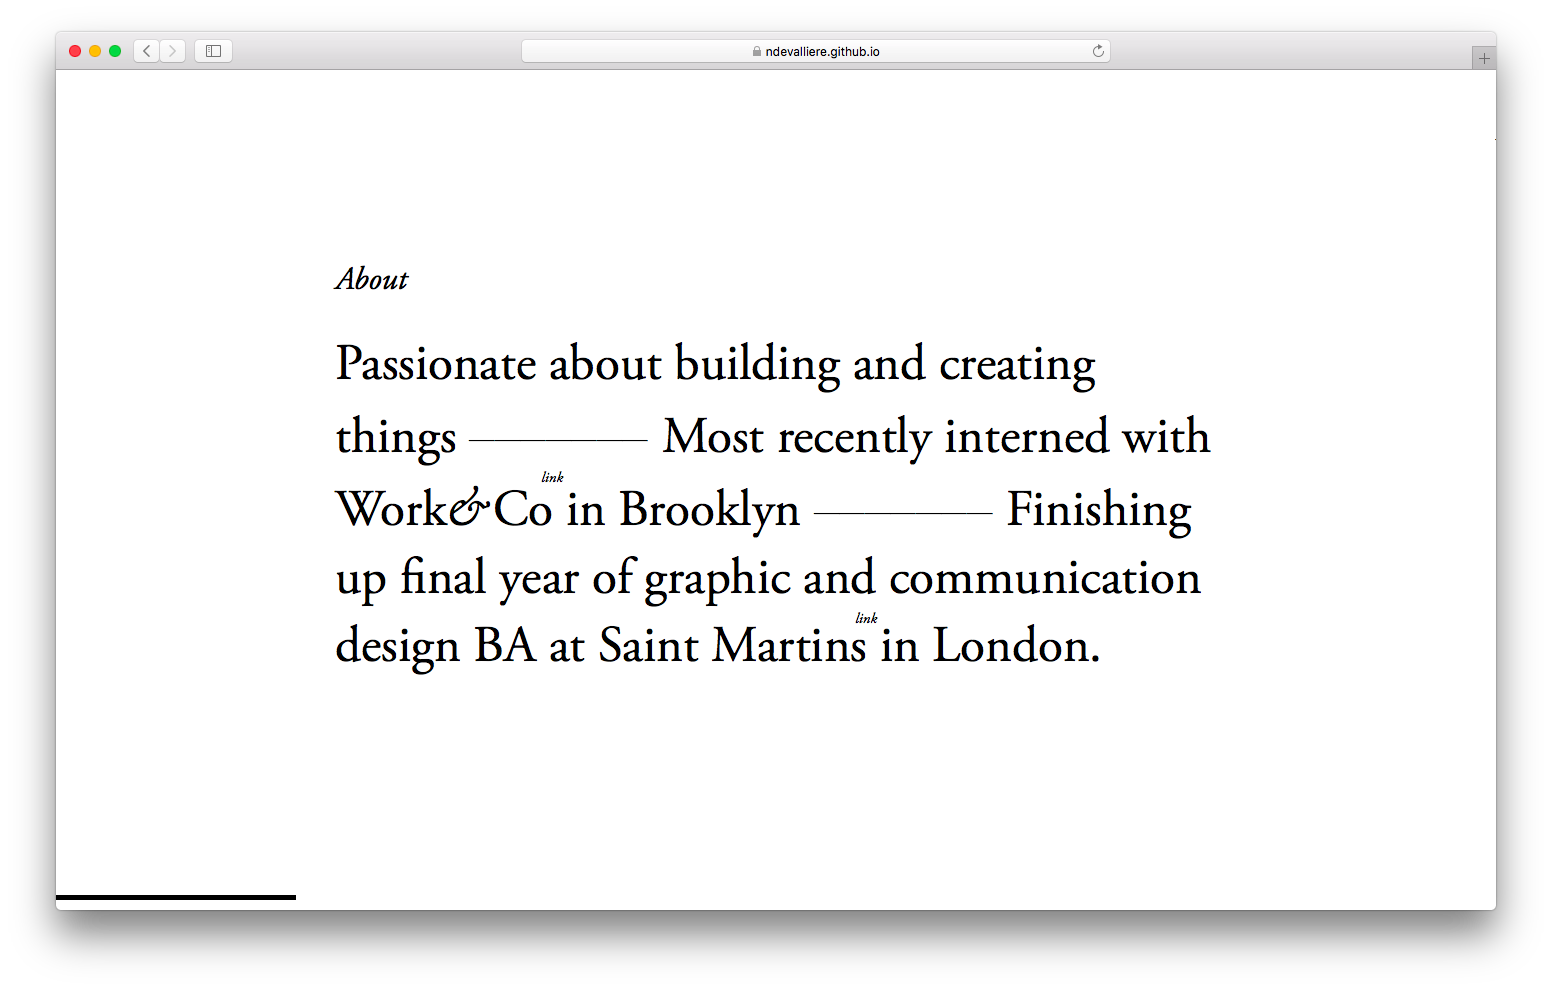 ndevalliere.github.io
About
Passionate about building and creating
things ——— Most recently interned with
link
Work&Co in Brooklyn ——— Finishing
up final year of graphic and communication
link
design BA at Saint Martins in London.